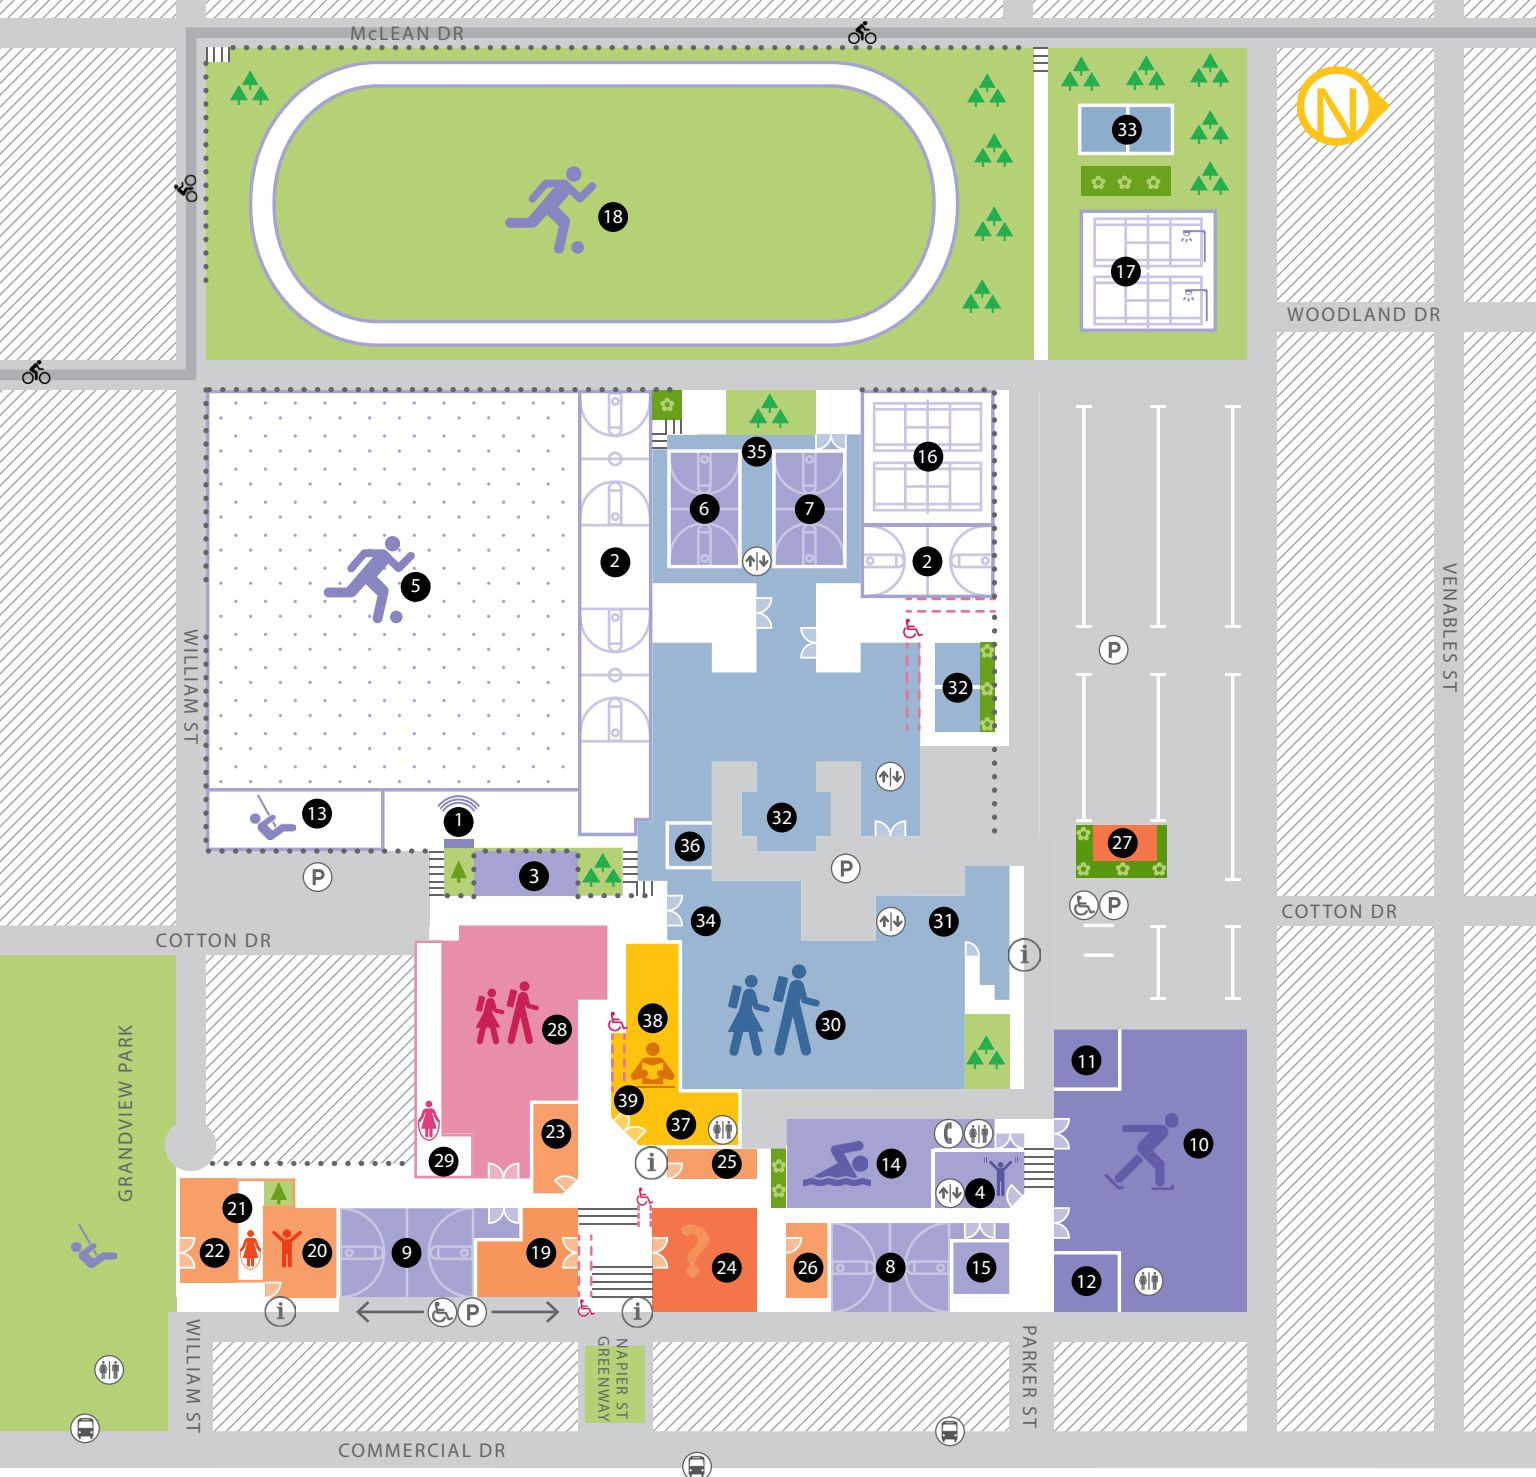 McLEAN DR
N
33
18
17
WOODLAND DR
35
16
6
7
2
2
5
VENABLES ST
WILLIAM ST
P
32
13
1
32
27
36
3
P
P
34
31
P
COTTON DR
COTTON DR
i
GRANDVIEW PARK
38
30
28
11
39
37
23
10
29
i
25
14
4
21
22
20
9
19
24
26
8
15
12
i
P
i
WILLIAM ST
NAPIER ST
GREENWAY
PARKER ST
COMMERCIAL DR